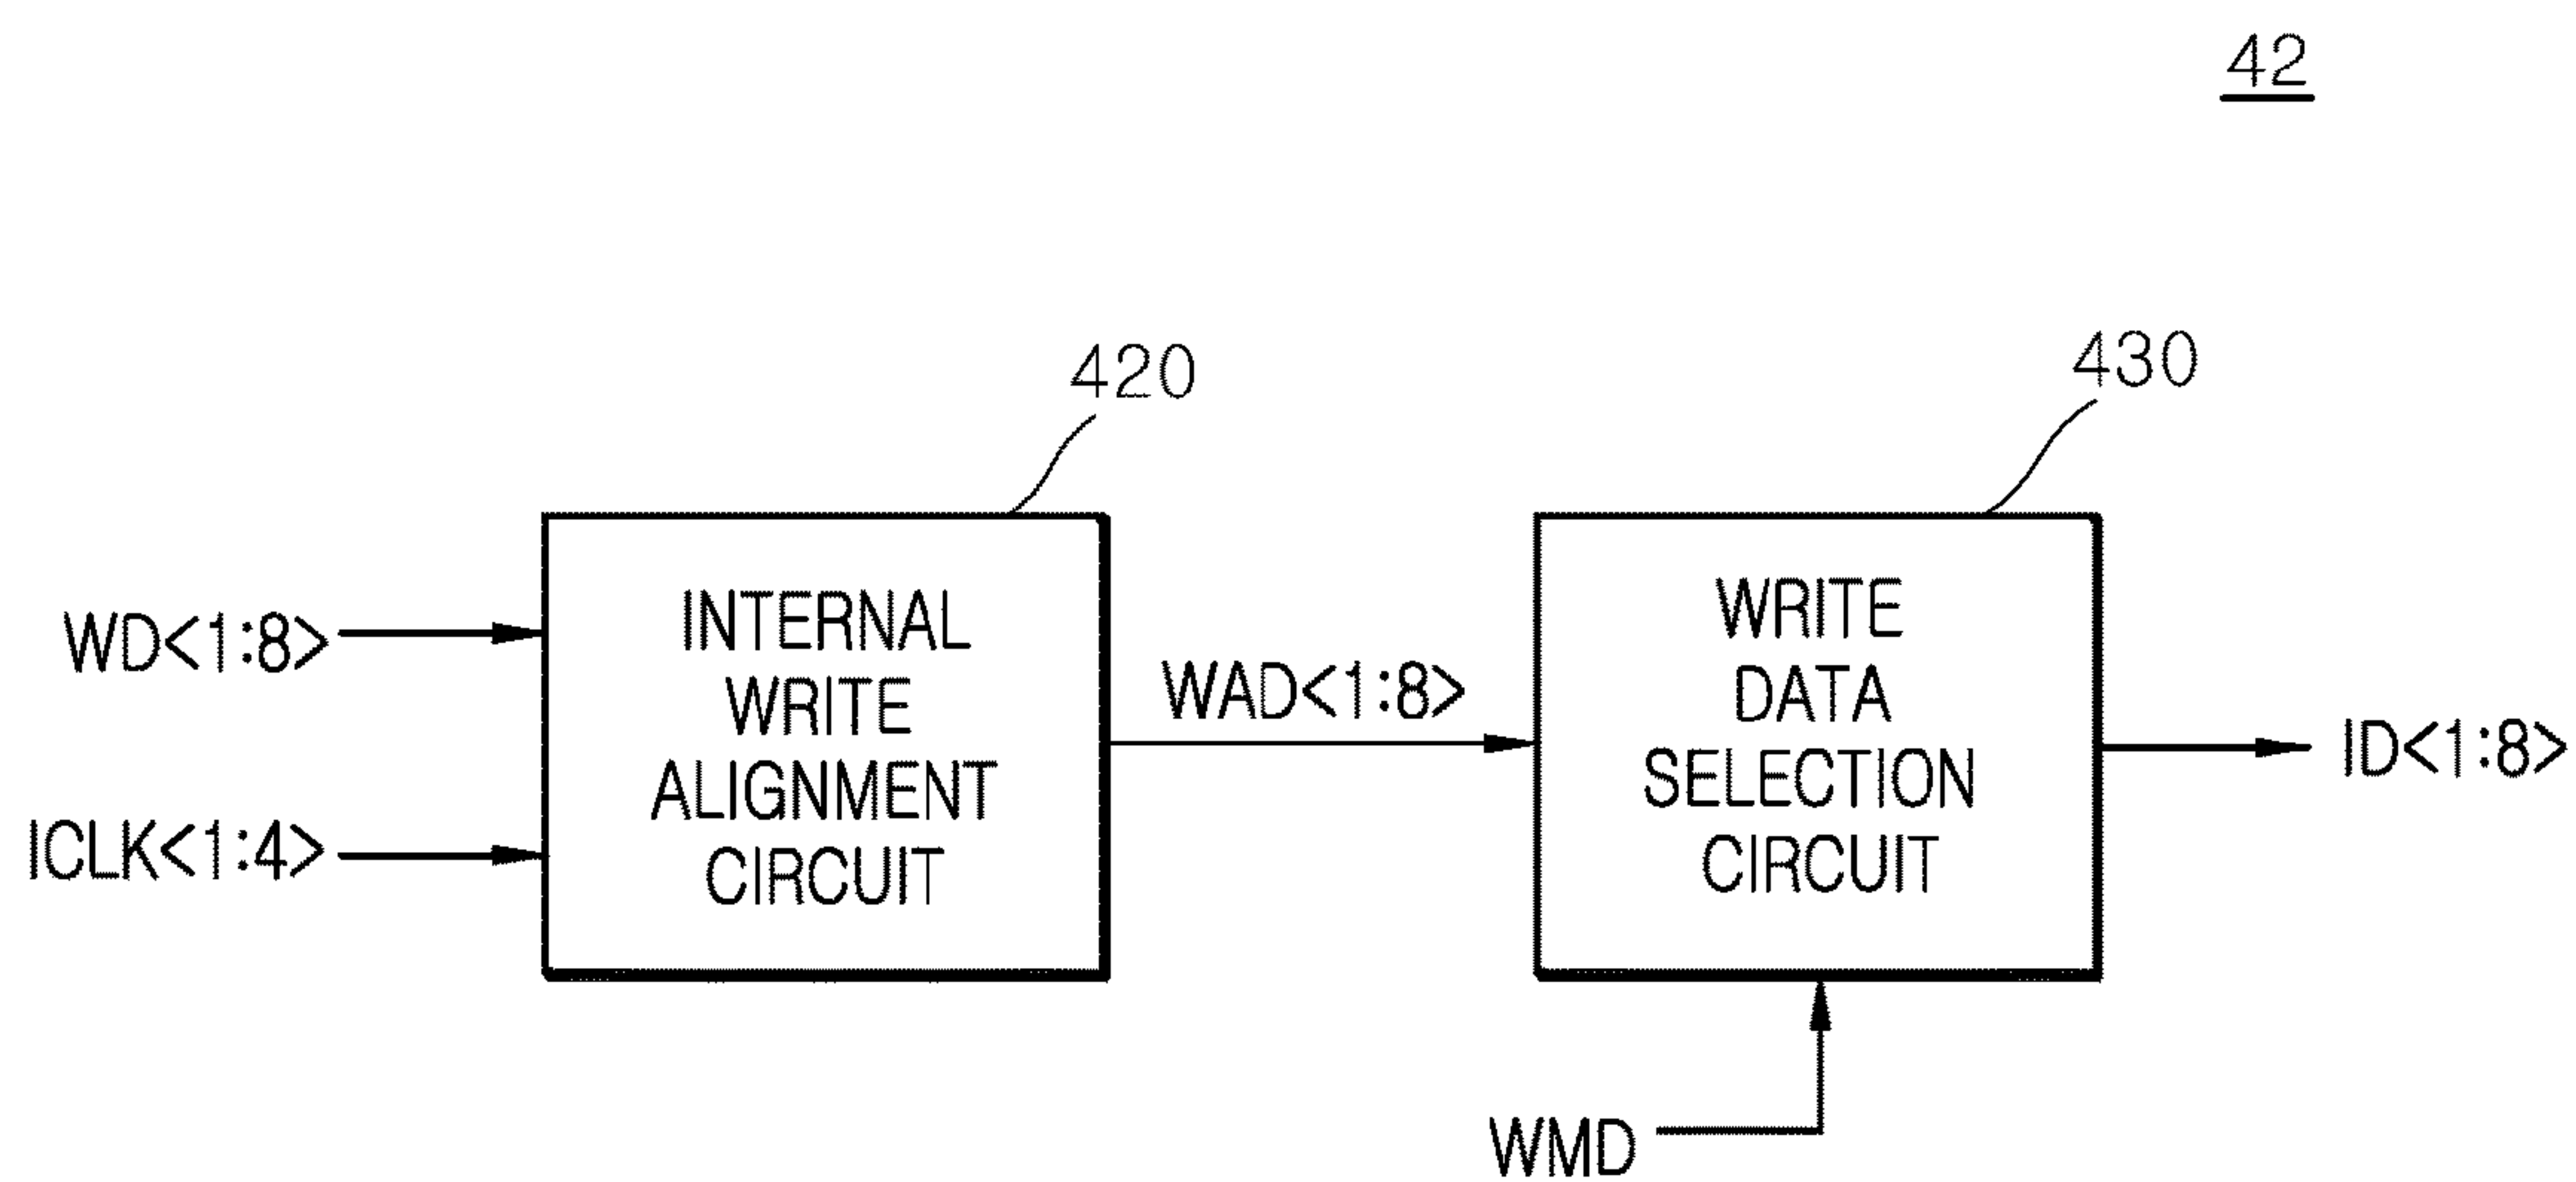 42
420
430
WD<1:8>
ICLK<1:4>
INTERNAL
WRITE
ALIGNMENT
CIRCUIT
WAD<1:8>
WRITE
DATA
SELECTION
CIRCUIT
ID<1:8>
WMD